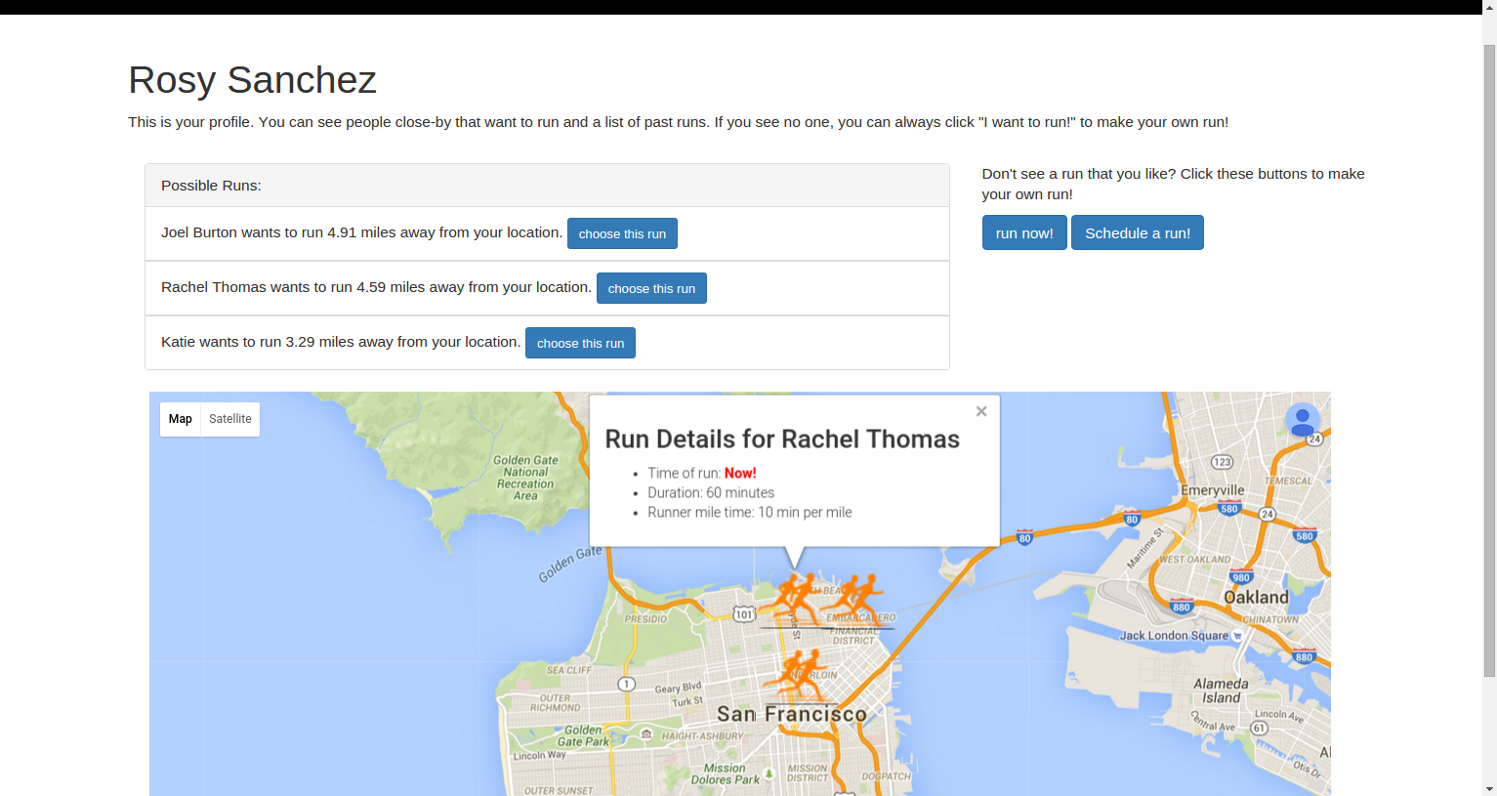 Rosy Sanchez
This is your profile. You can see people close-by that want to run and a list of past runs. If you see no one, you can always click "I want to run!" to make your own run!
Possible Runs:
Joel Burton wants to run 4.91 miles away from your location. choose this run
Rachel Thomas wants to run 4.59 miles away from your location. choose this run
Katie wants to run 3.29 miles away from your location. choose this run
Don't see a run that you like? Click these buttons to make
your own run!
run now! Schedule a run!
Map Satellite
Run Details for Rachel Thomas
Time of run: Now!
Duration: 60 minutes
Runner mile time: 10 min per mile
Golden Gate
National
Recreation
Area
Golden Gate
PRESIDIO
101
EMBARCADERO
FINANCIAL
DISTRICT
SEA CLIFF
1
Geary Blvd
Turk St
OUTER
RICHMOND
San Francisco
Golden
Gate Park
HAIGHT-ASHBURY
Lincoln Way
Mission
Dolores Park
MISSION
DISTRICT
DOGPATCH
OUTER SUNSET
80
80
24
123
TEMESCAL
Emeryville
580
24
580
Maritime St
WEST OAKLAND
980
Oakland
880
CHINATOWN
Jack London Square
880
Alameda
Island
Central Ave
Lincoln Ave
61
Otis Dr